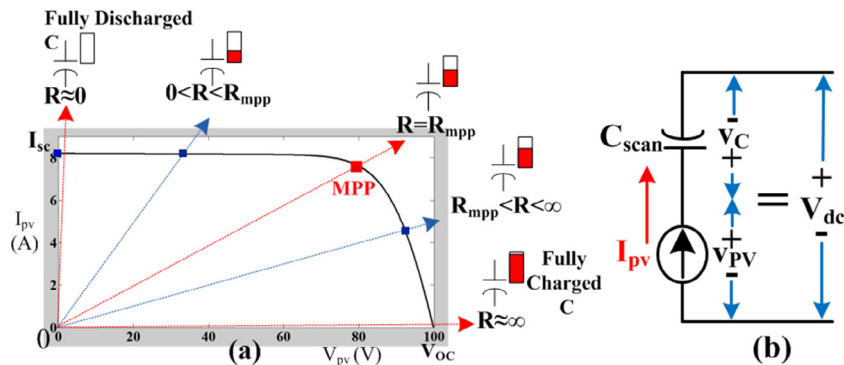 Fully Discharged
C
R≈0
0<R<Rmpp
R=Rmpp
Isc
8
MPP
Rmpp<R<∞
6
Ipv
(A)
4
2
Fully
Charged
C
R≈∞
0
0
20
40
60
80
100
(a)
Vpv (V)
VOC
Cscan
-
vC
+
=
+
Vdc
-
Ipv
+
vPV
-
(b)